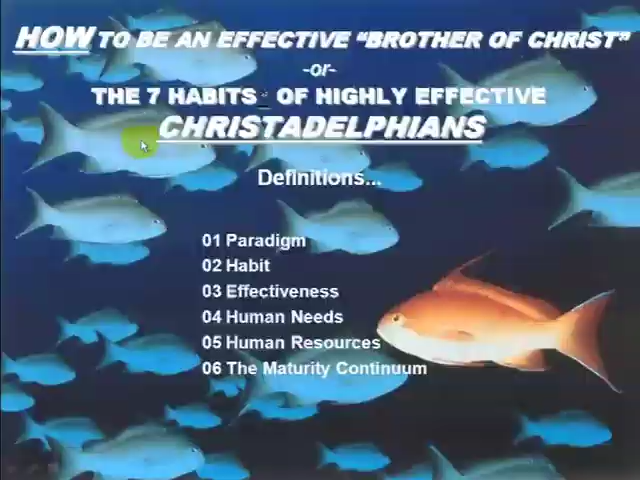 HOW TO BE AN EFFECTIVE “BROTHER OF CHRIST”
-or-
THE 7 HABITS OF HIGHLY EFFECTIVE
CHRISTADELPHIANS
Definitions...
01 Paradigm
02 Habit
03 Effectiveness
04 Human Needs
05 Human Resources
06 The Maturity Continuum